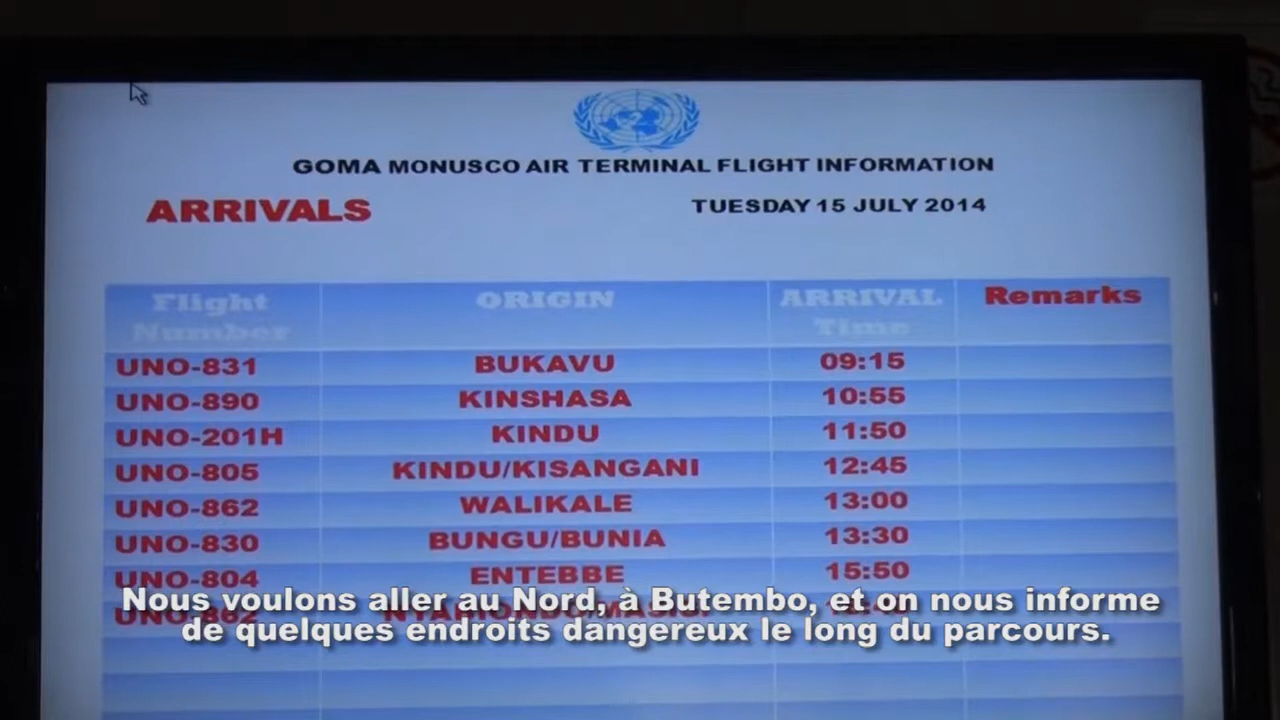 GOMA MONUSCO AIR TERMINAL FLIGHT INFORMATION
ARRIVALS TUESDAY 15 JULY 2014
Flight Number ORIGIN ARRIVAL Time Remarks
UNO-831 BUKAVU 09:15
UNO-890 KINSHASA 10:55
UNO-201H KINDU 11:50
UNO-805 KINDU/KISANGANI 12:45
UNO-862 WALIKALE 13:00
UNO-830 BUNGU/BUNIA 13:30
UNO-804 ENTEBBE 15:50
UNO-862
Nous voulons aller au Nord, à Butembo, et on nous informe
de quelques endroits dangereux le long du parcours.